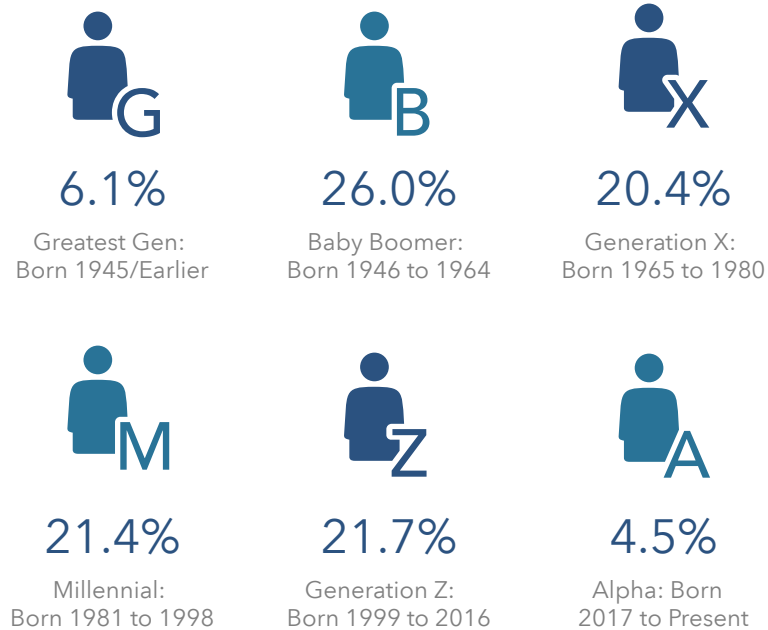 G
B
X
6.1%
26.0%
20.4%
Greatest Gen:
Born 1945/Earlier
Baby Boomer:
Born 1946 to 1964
Generation X:
Born 1965 to 1980
M
Z
A
21.4%
21.7%
4.5%
Millennial:
Born 1981 to 1998
Generation Z:
Born 1999 to 2016
Alpha: Born
2017 to Present